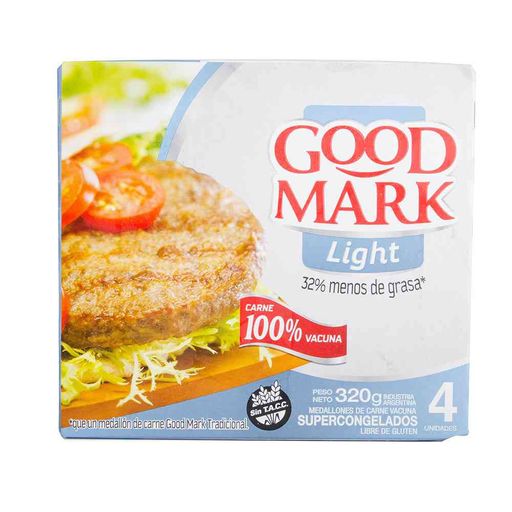 GOOD
MARK
Light
32% menos de grasa*
CARNE
100% VACUNA
Sin T.A.C.C.
PESO NETO 320g INDUSTRIA ARGENTINA
MEDALLONES DE CARNE VACUNA
SUPERCONGELADOS
LIBRE DE GLUTEN
4
UNIDADES
*que un medallón de carne Good Mark Tradicional.